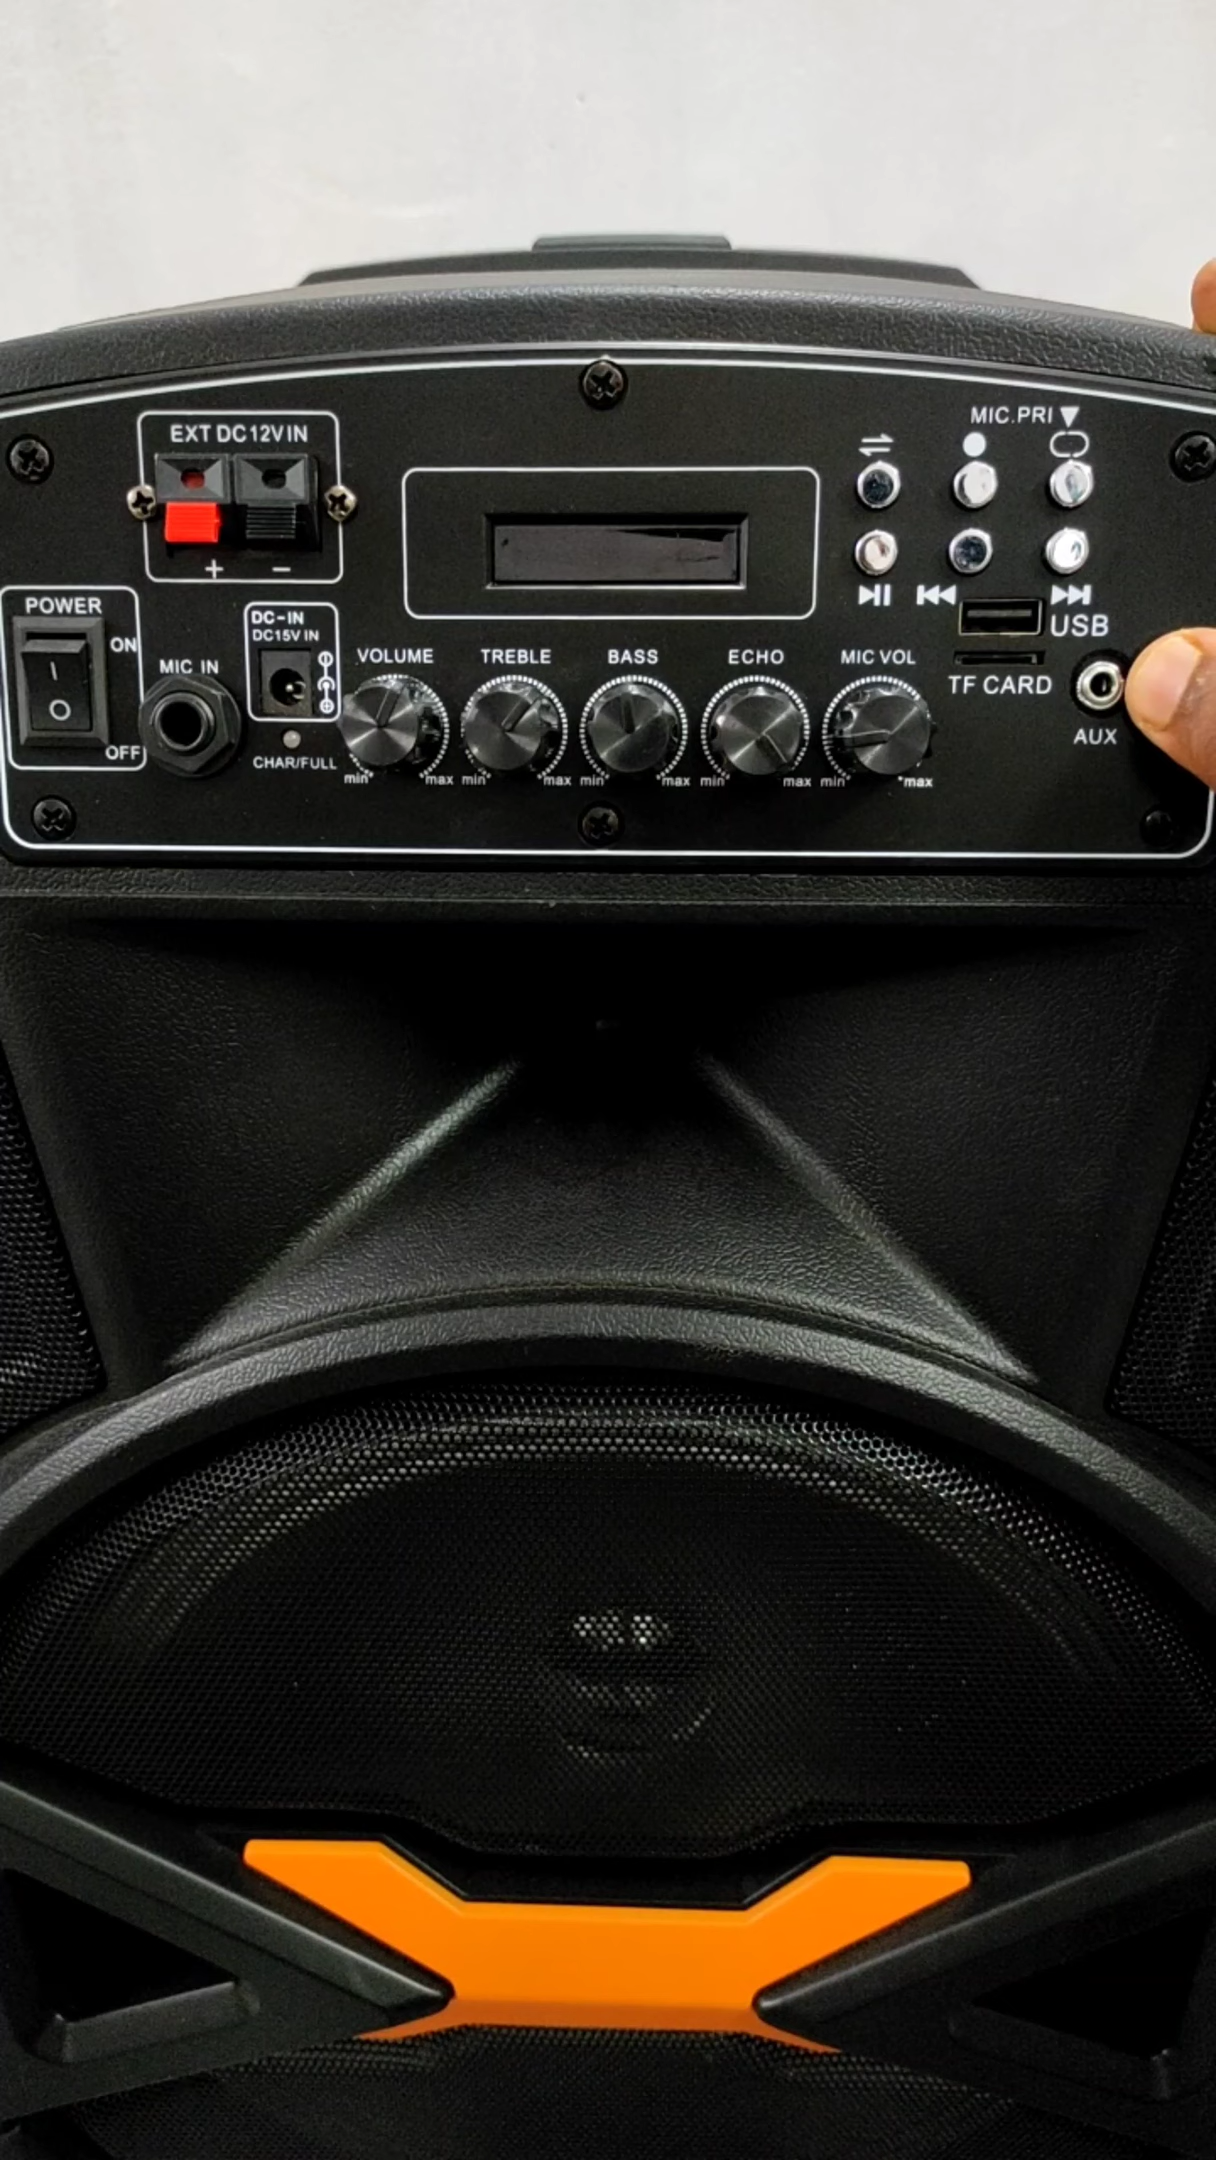 EXT DC12V IN
+ −
POWER
ON
I
O
OFF
MIC IN
DC-IN
DC15V IN
CHAR/FULL
VOLUME
min max
TREBLE
min max
BASS
min max
ECHO
min max
MIC VOL
min max
MIC.PRI
USB
TF CARD
AUX